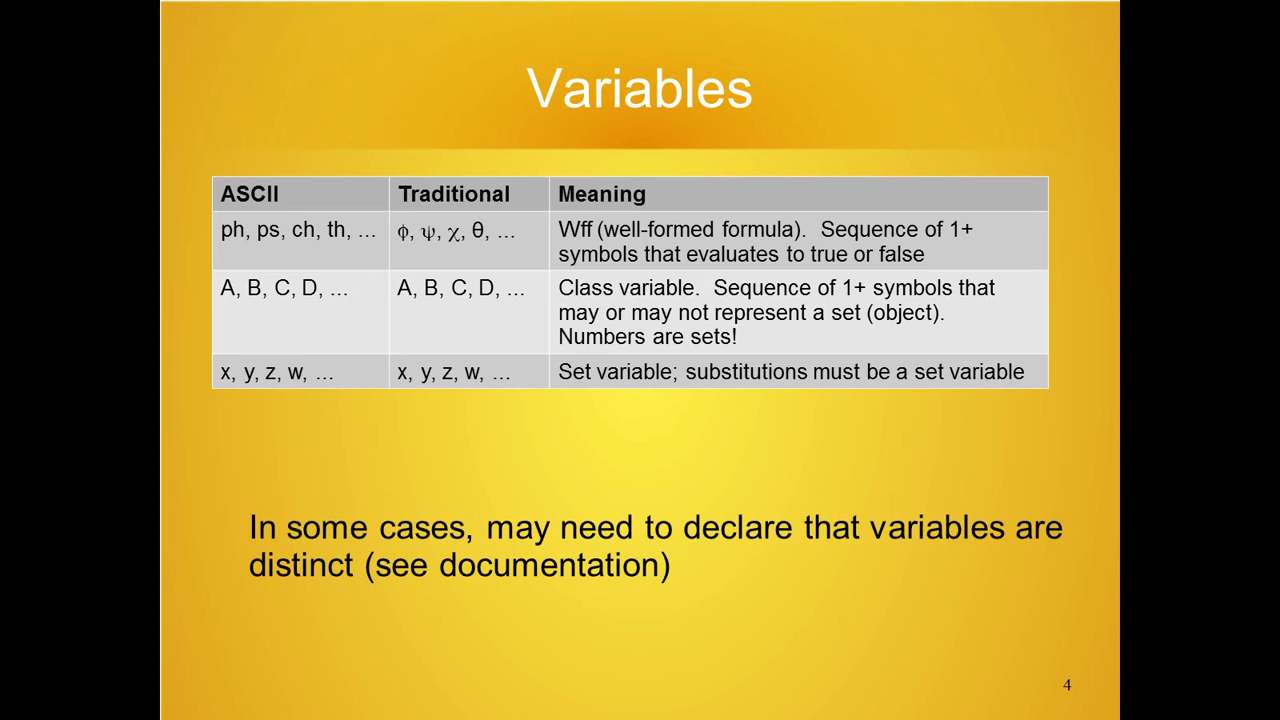 Variables
ASCII Traditional Meaning
ph, ps, ch, th, ... ϕ, ψ, χ, θ, ... Wff (well-formed formula).  Sequence of 1+
symbols that evaluates to true or false
A, B, C, D, ... A, B, C, D, ... Class variable.  Sequence of 1+ symbols that
may or may not represent a set (object).
Numbers are sets!
x, y, z, w, ... x, y, z, w, ... Set variable; substitutions must be a set variable
In some cases, may need to declare that variables are
distinct (see documentation)
4